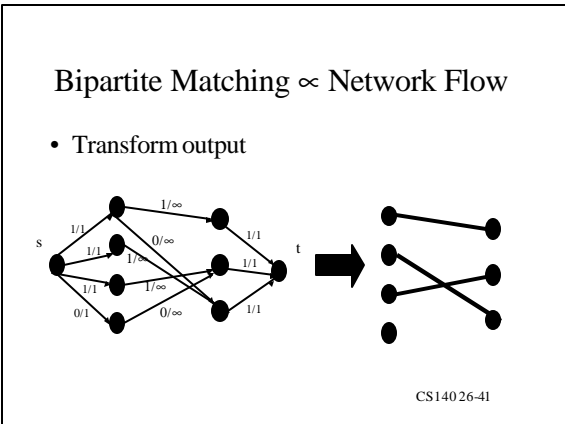 Bipartite Matching ∝ Network Flow
• Transform output
1/∞
1/1
0/∞
1/1
s
t
1/1
1/∞
1/1
1/1
1/∞
0/1
0/∞
1/1
CS140 26-41